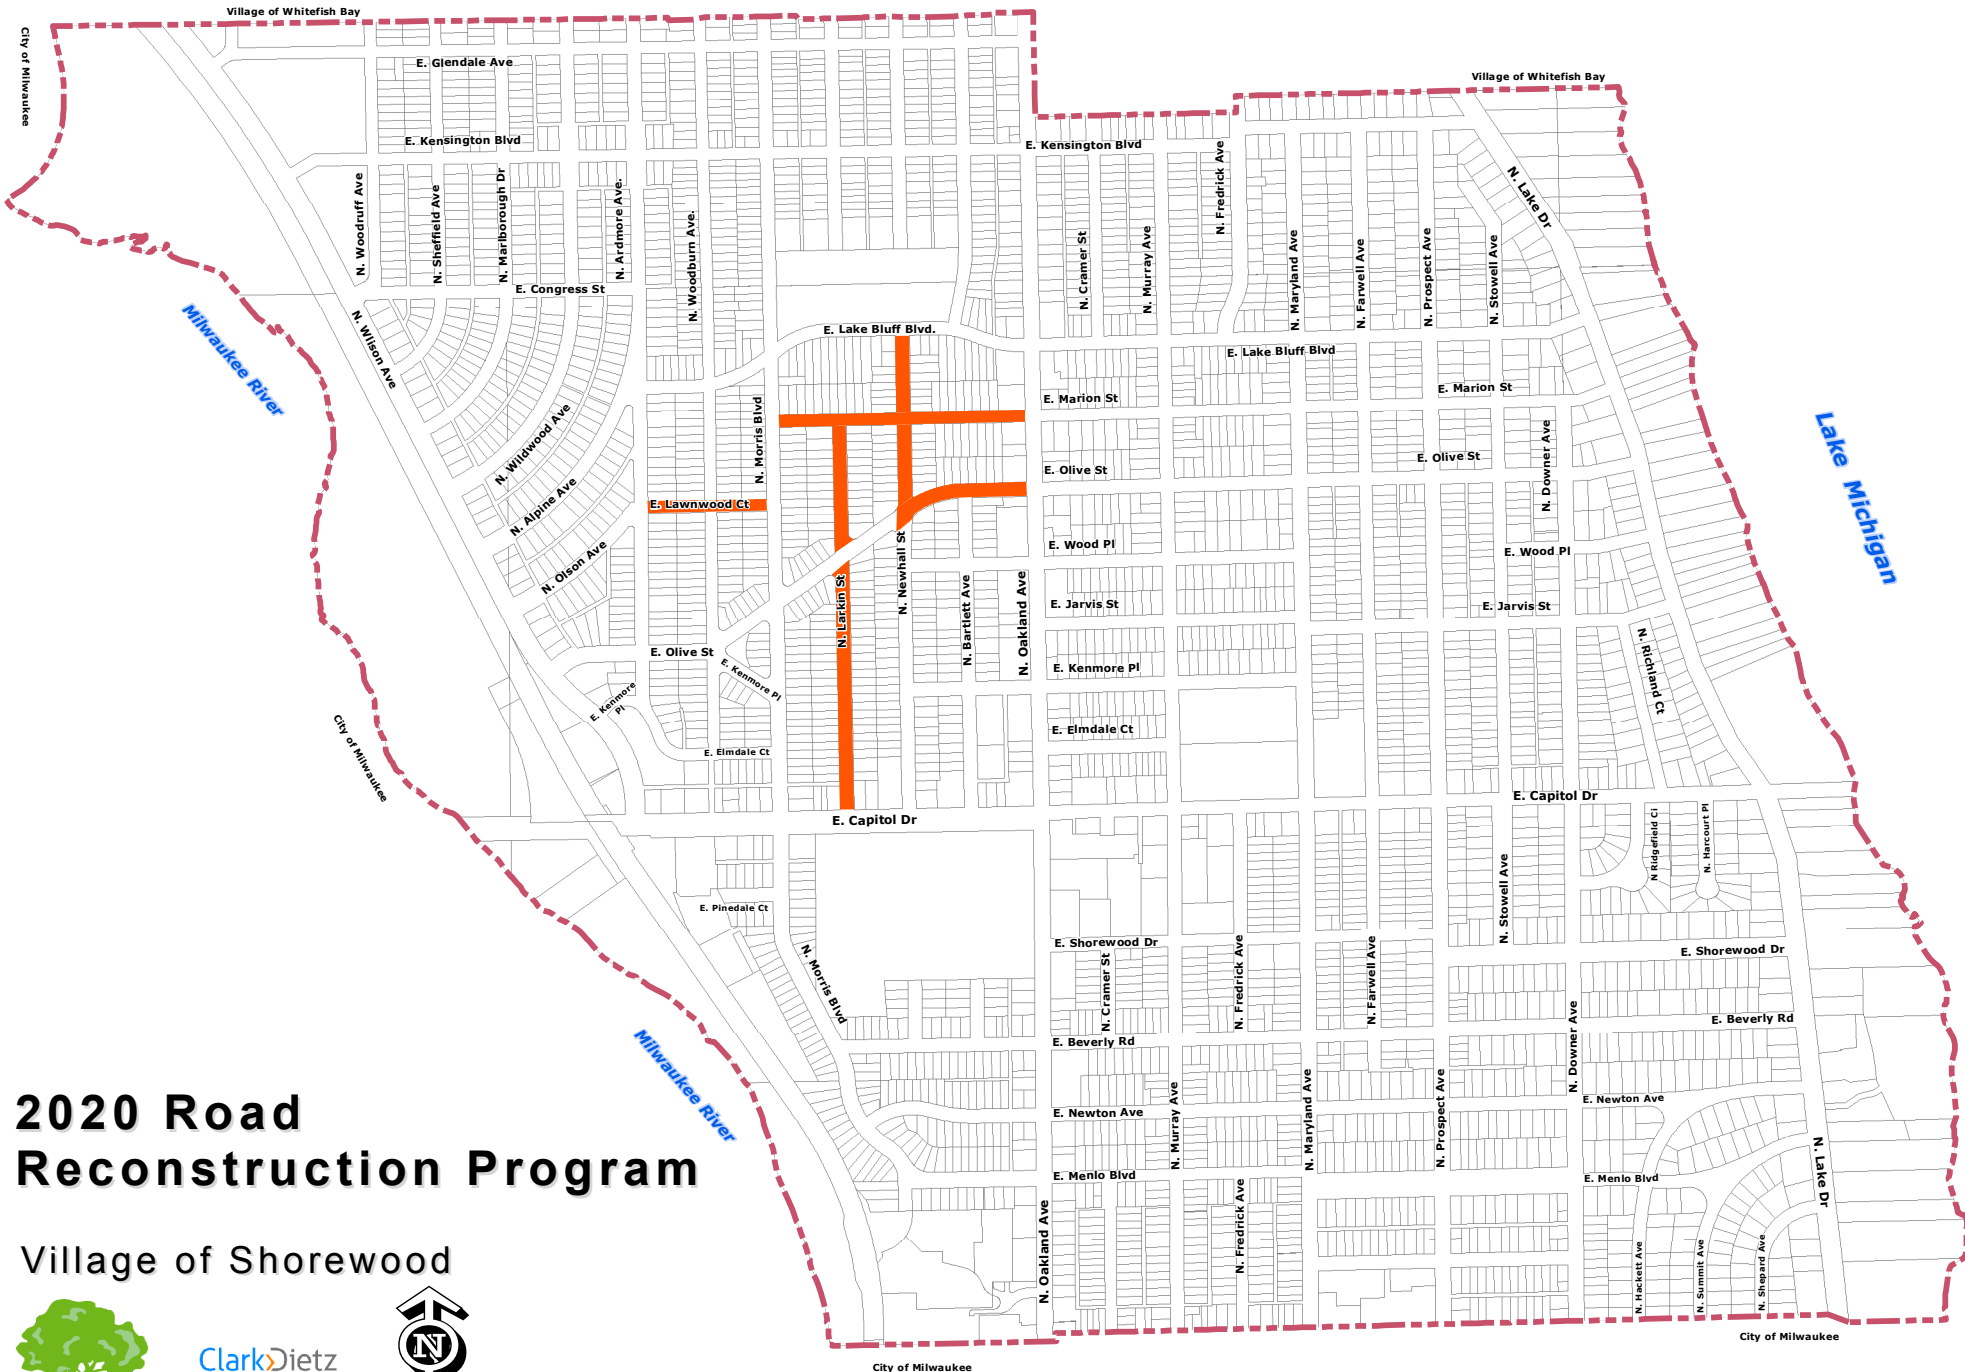 Village of Whitefish Bay
City of Milwaukee
E. Glendale Ave
Village of Whitefish Bay
E. Kensington Blvd
E. Kensington Blvd
N. Woodruff Ave
N. Sheffield Ave
N. Marlborough Dr
N. Ardmore Ave.
N. Woodburn Ave.
N. Cramer St
N. Murray Ave
N. Fredrick Ave
N. Maryland Ave
N. Farwell Ave
N. Prospect Ave
N. Stowell Ave
N. Lake Dr
E. Congress St
Milwaukee River
N. Wilson Ave
E. Lake Bluff Blvd.
E. Lake Bluff Blvd
E. Marion St
E. Marion St
N. Morris Blvd
N. Wildwood Ave
N. Alpine Ave
N. Olson Ave
E. Olive St
E. Olive St
N. Downer Ave
Lake Michigan
E. Lawnwood Ct
E. Wood Pl
E. Wood Pl
N. Larkin St
N. Newhall St
N. Bartlett Ave
N. Oakland Ave
E. Jarvis St
E. Jarvis St
E. Olive St
E. Kenmore Pl
E. Kenmore
Pl
E. Kenmore Pl
N. Richland Ct
E. Elmdale Ct
E. Elmdale Ct
City of Milwaukee
E. Capitol Dr
E. Capitol Dr
N Ridgefield Ci
N. Harcourt Pl
E. Pinedale Ct
N. Stowell Ave
E. Shorewood Dr
E. Shorewood Dr
N. Morris Blvd
N. Cramer St
N. Fredrick Ave
N. Farwell Ave
N. Downer Ave
E. Beverly Rd
E. Beverly Rd
Milwaukee River
N. Murray Ave
N. Maryland Ave
N. Prospect Ave
E. Newton Ave
E. Newton Ave
E. Menlo Blvd
E. Menlo Blvd
N. Lake Dr
N. Oakland Ave
N. Fredrick Ave
N. Hackett Ave
N. Summit Ave
N. Shepard Ave
2020 Road
Reconstruction Program
Village of Shorewood
Clark Dietz
N
City of Milwaukee
City of Milwaukee